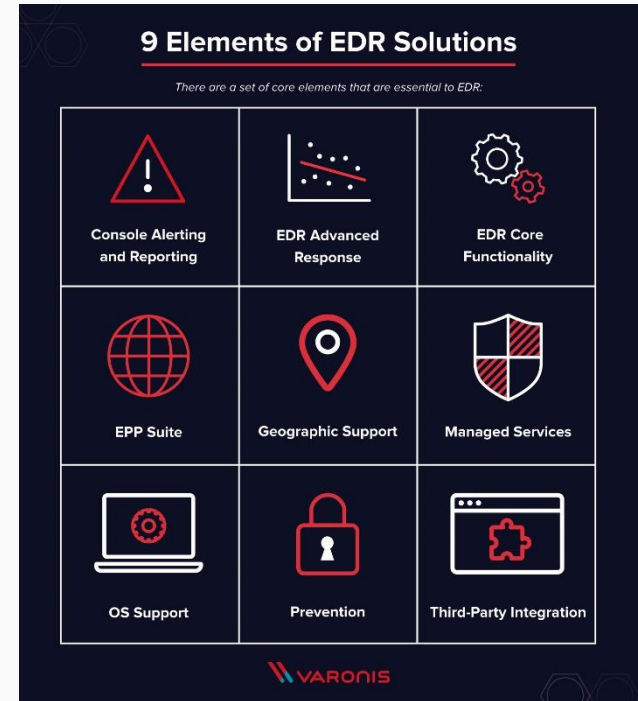 9 Elements of EDR Solutions
There are a set of core elements that are essential to EDR:
Console Alerting
and Reporting
EDR Advanced
Response
EDR Core
Functionality
EPP Suite
Geographic Support
Managed Services
OS Support
Prevention
Third-Party Integration
VARONIS